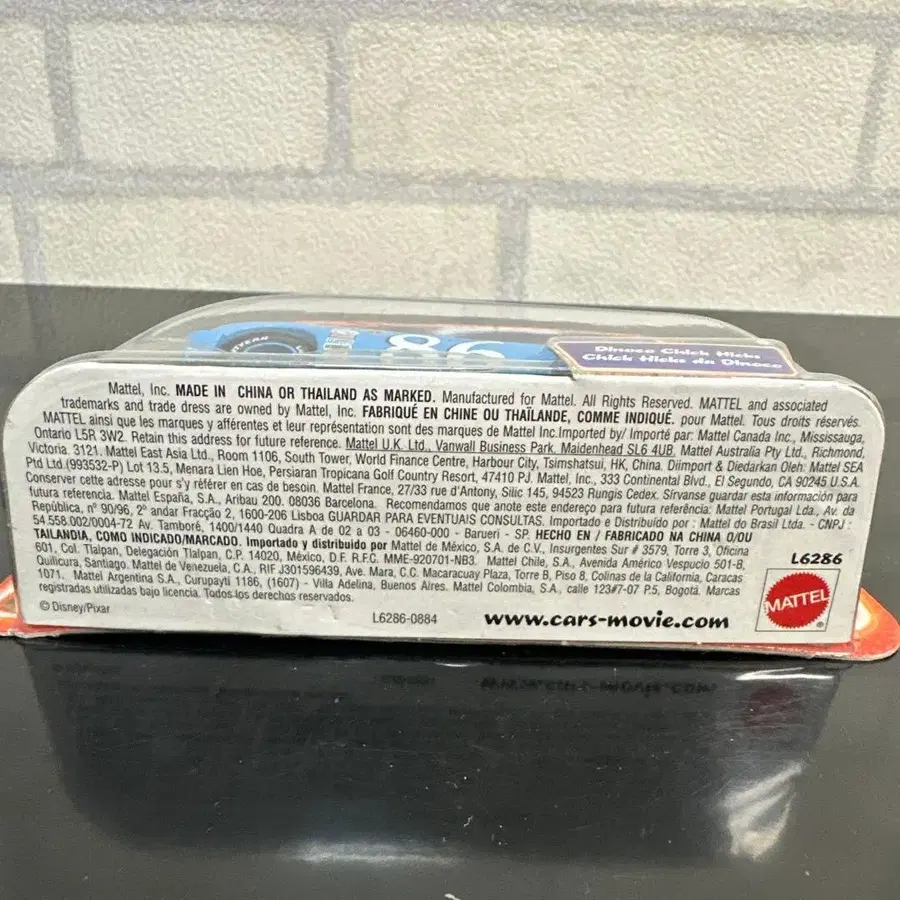 GOODYEAR
86
Dinoco Chick Hicks
Chick Hicks da Dinoco
Mattel, Inc. MADE IN CHINA OR THAILAND AS MARKED. Manufactured for Mattel. All Rights Reserved. MATTEL and associated
trademarks and trade dress are owned by Mattel, Inc. FABRIQUÉ EN CHINE OU THAÏLANDE, COMME INDIQUÉ. pour Mattel. Tous droits réservés.
MATTEL ainsi que les marques y afférentes et leur représentation sont des marques de Mattel Inc.Imported by/ Importé par: Mattel Canada Inc., Mississauga,
Ontario L5R 3W2. Retain this address for future reference. Mattel U.K. Ltd., Vanwall Business Park, Maidenhead SL6 4UB. Mattel Australia Pty Ltd., Richmond,
Victoria. 3121. Mattel East Asia Ltd., Room 1106, South Tower, World Finance Centre, Harbour City, Tsimshatsui, HK, China. Diimport & Diedarkan Oleh: Mattel SEA
Ptd Ltd.(993532-P) Lot 13.5, Menara Lien Hoe, Persiaran Tropicana Golf Country Resort, 47410 PJ. Mattel, Inc., 333 Continental Blvd., El Segundo, CA 90245 U.S.A.
Conserver cette adresse pour s'y référer en cas de besoin. Mattel France, 27/33 rue d'Antony, Silic 145, 94523 Rungis Cedex. Sírvanse guardar esta información para
futura referencia. Mattel España, S.A., Aribau 200. 08036 Barcelona. Recomendamos que anote este endereço para futura referência: Mattel Portugal Lda., Av. da
República, nº 90/96, 2º andar Fracção 2, 1600-206 Lisboa GUARDAR PARA EVENTUAIS CONSULTAS. Importado e Distribuído por : Mattel do Brasil Ltda. - CNPJ :
54.558.002/0004-72 Av. Tamboré, 1400/1440 Quadra A de 02 a 03 - 06460-000 - Barueri - SP. HECHO EN / FABRICADO NA CHINA O/OU
TAILANDIA, COMO INDICADO/MARCADO. Importado y distribuido por Mattel de México, S.A. de C.V., Insurgentes Sur # 3579, Torre 3, Oficina
601, Col. Tlalpan, Delegación Tlalpan, C.P. 14020, México, D.F. R.F.C. MME-920701-NB3. Mattel Chile, S.A., Avenida Américo Vespucio 501-B,
Quilicura, Santiago. Mattel de Venezuela, C.A., RIF J301596439, Ave. Mara, C.C. Macaracuay Plaza, Torre B, Piso 8, Colinas de la California, Caracas
1071. Mattel Argentina S.A., Curupaytí 1186, (1607) - Villa Adelina, Buenos Aires. Mattel Colombia, S.A., calle 123#7-07 P.5, Bogotá. Marcas
registradas utilizadas bajo licencia. Todos los derechos reservados.
L6286
MATTEL®
© Disney/Pixar
L6286-0884
www.cars-movie.com